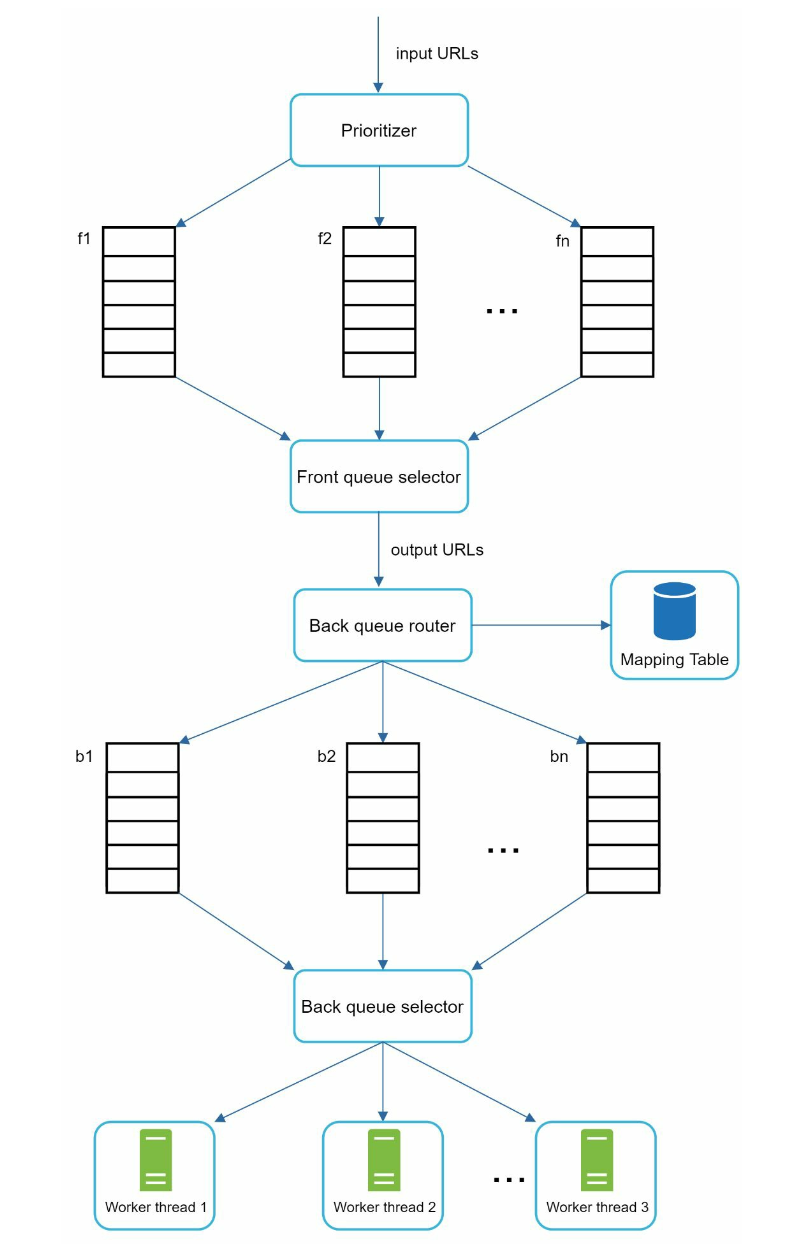 input URLs
Prioritizer
f1
f2
fn
...
Front queue selector
output URLs
Back queue router
Mapping Table
b1
b2
bn
...
Back queue selector
...
Worker thread 1
Worker thread 2
Worker thread 3